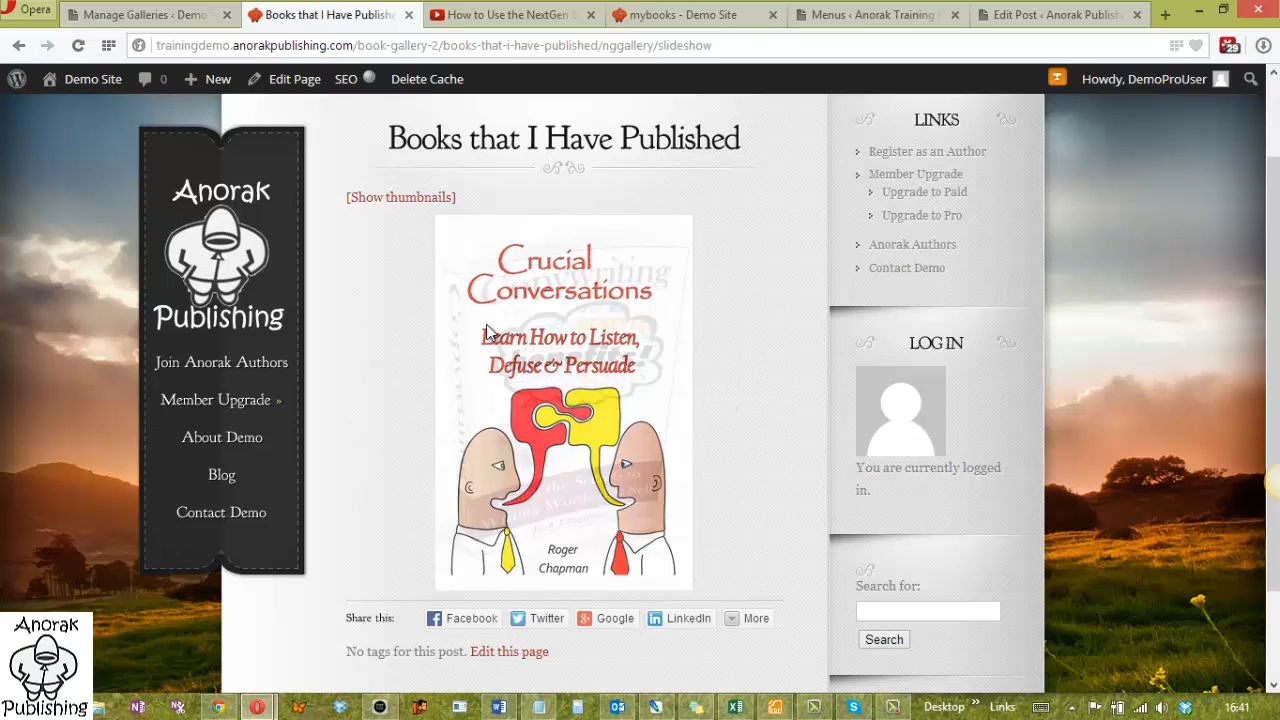 Opera
Manage Galleries ‹ Demo
Books that I Have Publishe
How to Use the NextGen
mybooks - Demo Site
Menus ‹ Anorak Training
Edit Post ‹ Anorak Publish
trainingdemo.anorakpublishing.com/book-gallery-2/books-that-i-have-published/nggallery/slideshow
29
Demo Site
0
New
Edit Page
SEO
Delete Cache
Howdy, DemoProUser
Anorak
Publishing
Join Anorak Authors
Member Upgrade »
About Demo
Blog
Contact Demo
Books that I Have Published
[Show thumbnails]
Crucial
Conversations
Learn How to Listen,
Defuse & Persuade
Copywriting
benefits!
Roger
Chapman
Share this:
Facebook
Twitter
Google
LinkedIn
More
No tags for this post. Edit this page
LINKS
Register as an Author
Member Upgrade
Upgrade to Paid
Upgrade to Pro
Anorak Authors
Contact Demo
LOG IN
You are currently logged
in.
Search for:
Search
Anorak
Publishing
Desktop
»
Links
16:41